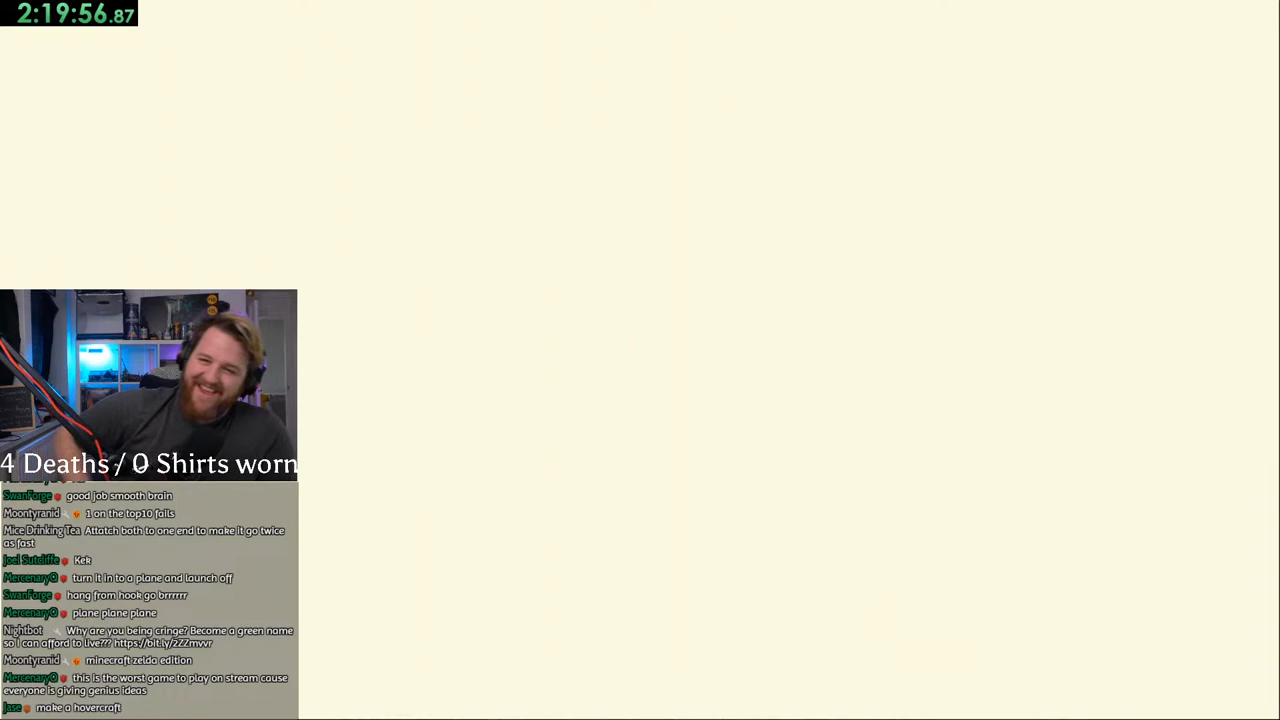 2:19:56.87
4 Deaths / 0 Shirts worn
SwanForge good job smooth brain
Moontyranid 1 on the top10 fails
Mice Drinking Tea Attatch both to one end to make it go twice
as fast
Joel Sutcliffe Kek
MercenaryO turn it in to a plane and launch off
SwanForge hang from hook go brrrrrr
MercenaryO plane plane plane
Nightbot Why are you being cringe? Become a green name
so I can afford to live??? https://bit.ly/2ZZmvvr
Moontyranid minecraft zelda edition
MercenaryO this is the worst game to play on stream cause
everyone is giving genius ideas
Jase make a hovercraft